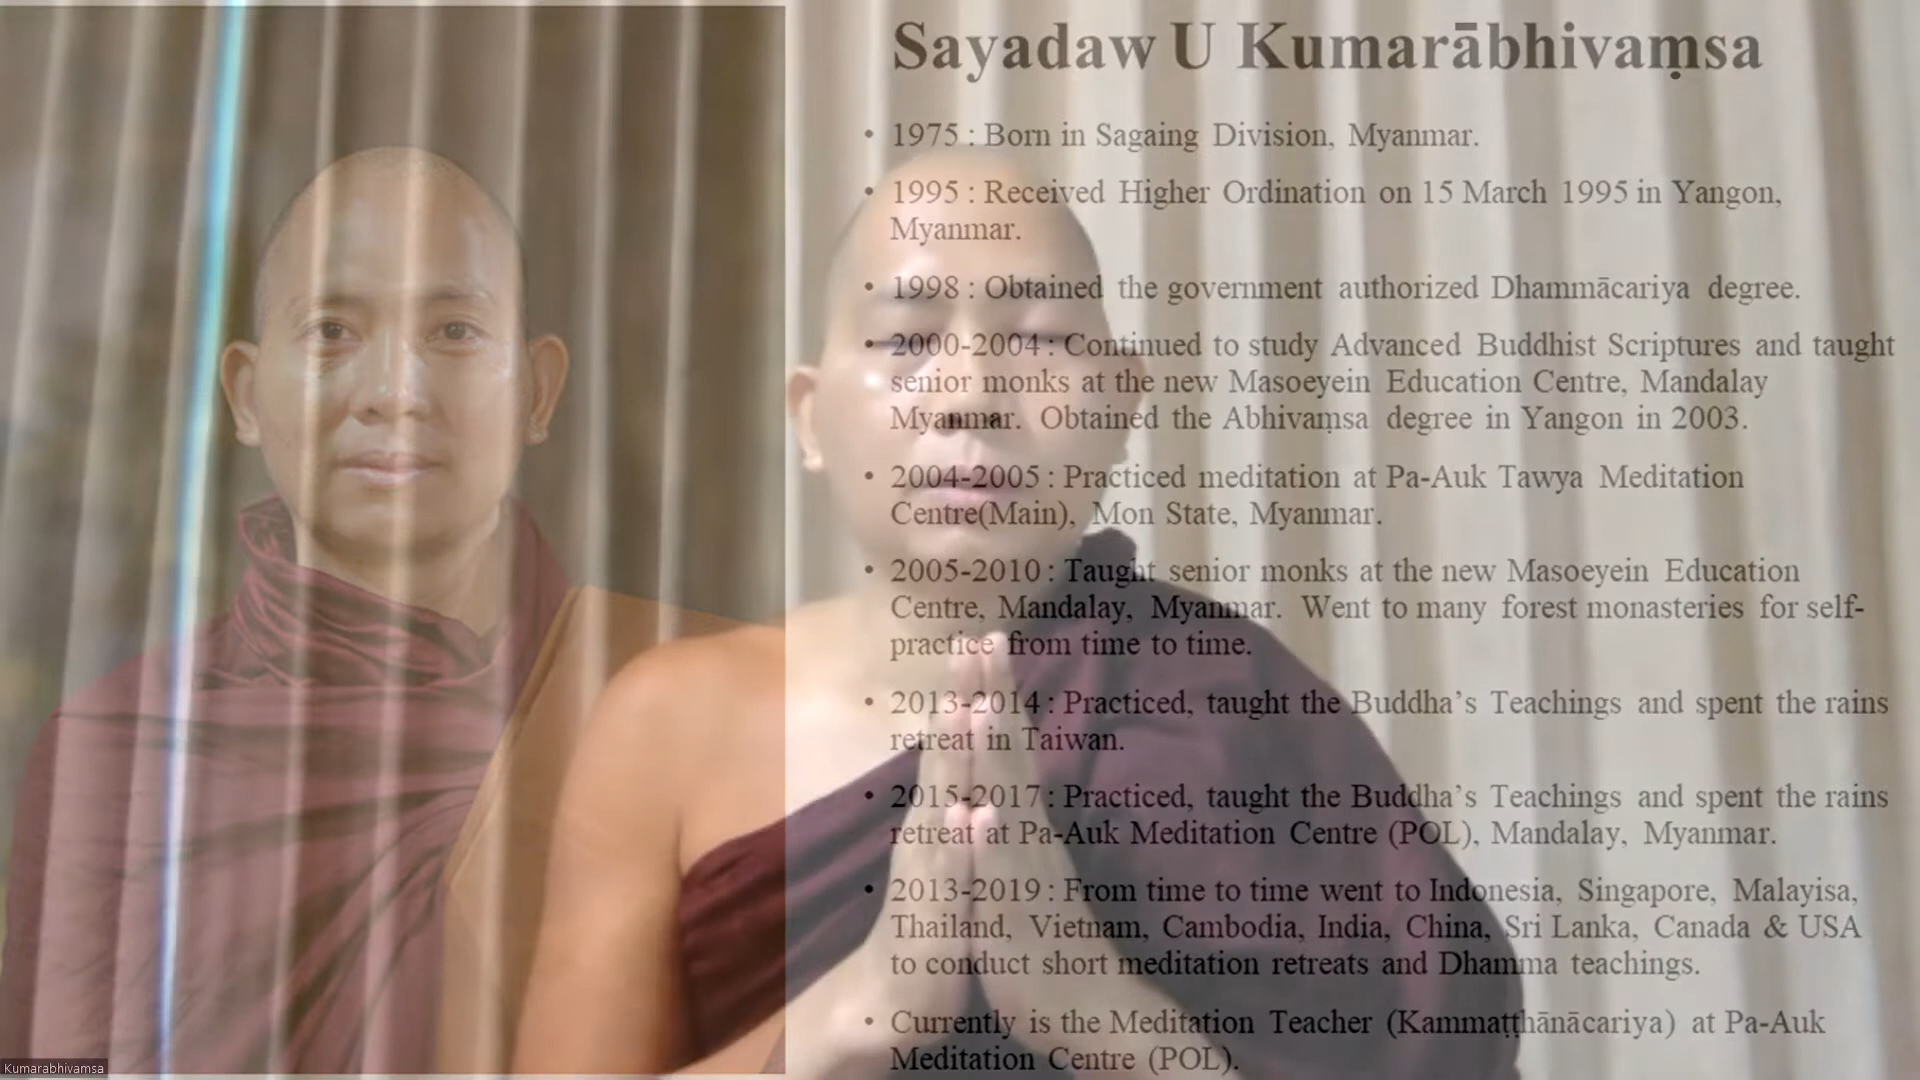 Sayadaw U Kumarābhivaṃsa
• 1975 : Born in Sagaing Division, Myanmar.
• 1995 : Received Higher Ordination on 15 March 1995 in Yangon,
Myanmar.
• 1998 : Obtained the government authorized Dhammācariya degree.
• 2000-2004 : Continued to study Advanced Buddhist Scriptures and taught
senior monks at the new Masoeyein Education Centre, Mandalay
Myanmar. Obtained the Abhivaṃsa degree in Yangon in 2003.
• 2004-2005 : Practiced meditation at Pa-Auk Tawya Meditation
Centre(Main), Mon State, Myanmar.
• 2005-2010 : Taught senior monks at the new Masoeyein Education
Centre, Mandalay, Myanmar. Went to many forest monasteries for self-
practice from time to time.
• 2013-2014 : Practiced, taught the Buddha’s Teachings and spent the rains
retreat in Taiwan.
• 2015-2017 : Practiced, taught the Buddha’s Teachings and spent the rains
retreat at Pa-Auk Meditation Centre (POL), Mandalay, Myanmar.
• 2013-2019 : From time to time went to Indonesia, Singapore, Malayisa,
Thailand, Vietnam, Cambodia, India, China, Sri Lanka, Canada & USA
to conduct short meditation retreats and Dhamma teachings.
• Currently is the Meditation Teacher (Kammaṭṭhānācariya) at Pa-Auk
Meditation Centre (POL).
Kumarabhivamsa